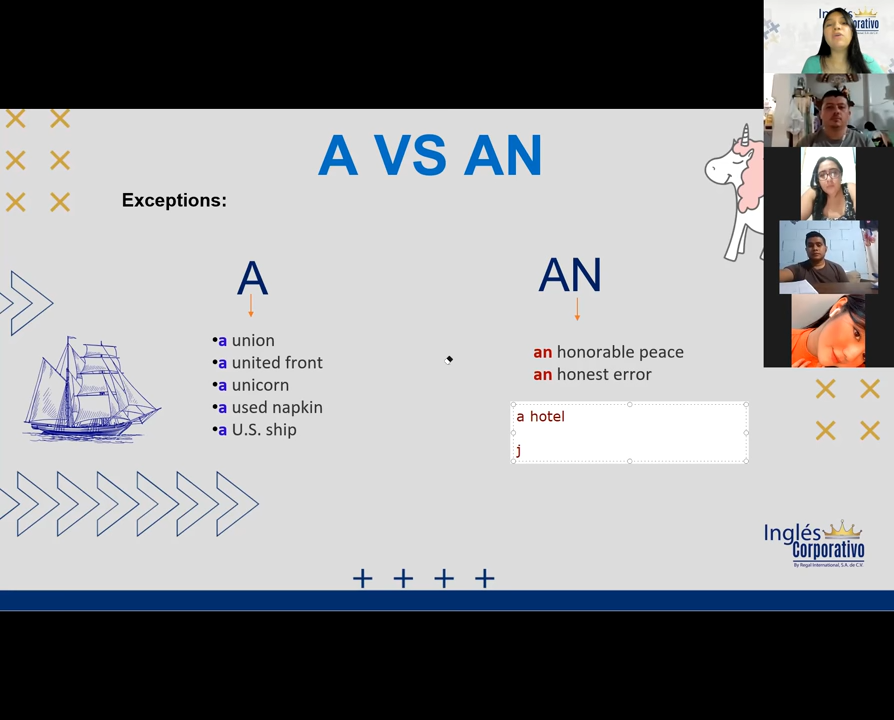 A VS AN
Exceptions:
A
•a union
•a united front
•a unicorn
•a used napkin
•a U.S. ship
AN
an honorable peace
an honest error
a hotel
j
Inglés
Corporativo
By Regal International, S.A. de C.V.